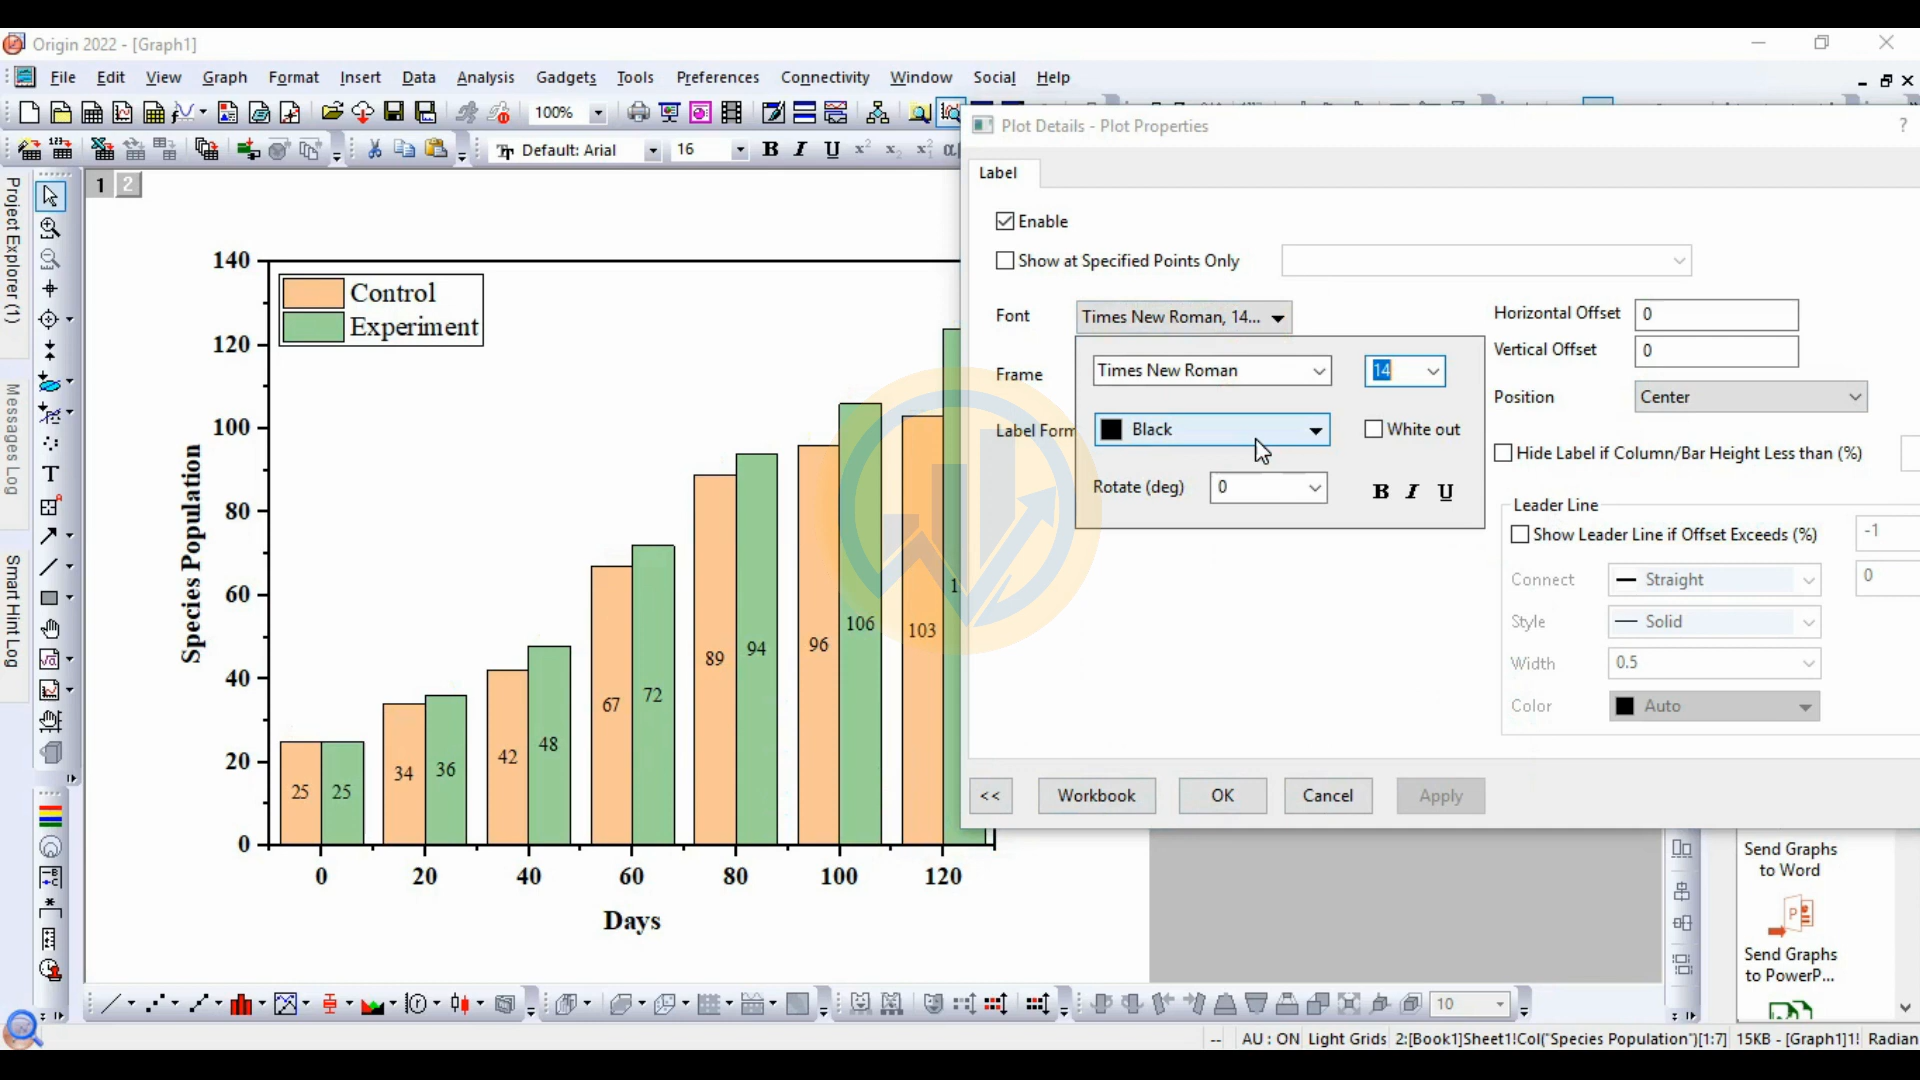 Origin 2022 - [Graph1]
File Edit View Graph Format Insert Data Analysis Gadgets Tools Preferences Connectivity Window Social Help
100%
Default: Arial 16 B I U
Plot Details - Plot Properties
?
Label
1 2
Project Explorer (1)
Messages Log
Smart Hint Log
Enable
Show at Specified Points Only
Font Times New Roman, 14...
Horizontal Offset 0
Vertical Offset 0
Frame
Times New Roman 14
Position Center
Label Form
Black
White out
Hide Label if Column/Bar Height Less than (%)
Rotate (deg) 0 B I U
Leader Line
Show Leader Line if Offset Exceeds (%) -1
Connect Straight 0
Style Solid
Width 0.5
Color Auto
<< Workbook OK Cancel Apply
Control
Experiment
140
120
100
80
60
40
20
0
Species Population
25 25 34 36 42 48 67 72 89 94 96 106 103 1
0 20 40 60 80 100 120
Days
Send Graphs
to Word
Send Graphs
to PowerP...
10
-- AU : ON Light Grids 2:[Book1]Sheet1!Col("Species Population")[1:7] 15KB - [Graph1]1! Radian